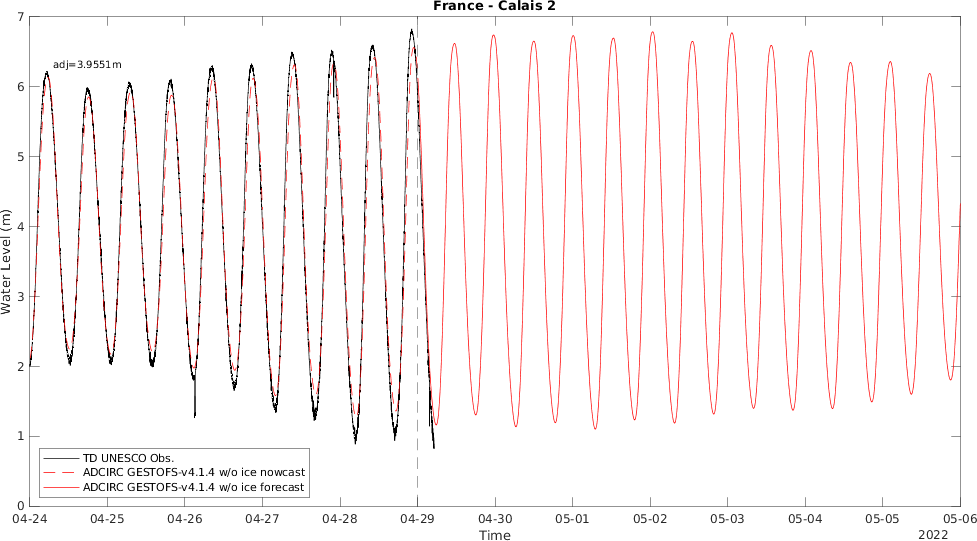 France - Calais 2
7
adj=3.9551m
6
5
4
3
2
1
0
Water Level (m)
TD UNESCO Obs.
ADCIRC GESTOFS-v4.1.4 w/o ice nowcast
ADCIRC GESTOFS-v4.1.4 w/o ice forecast
04-24 04-25 04-26 04-27 04-28 04-29 04-30 05-01 05-02 05-03 05-04 05-05 05-06
Time
2022